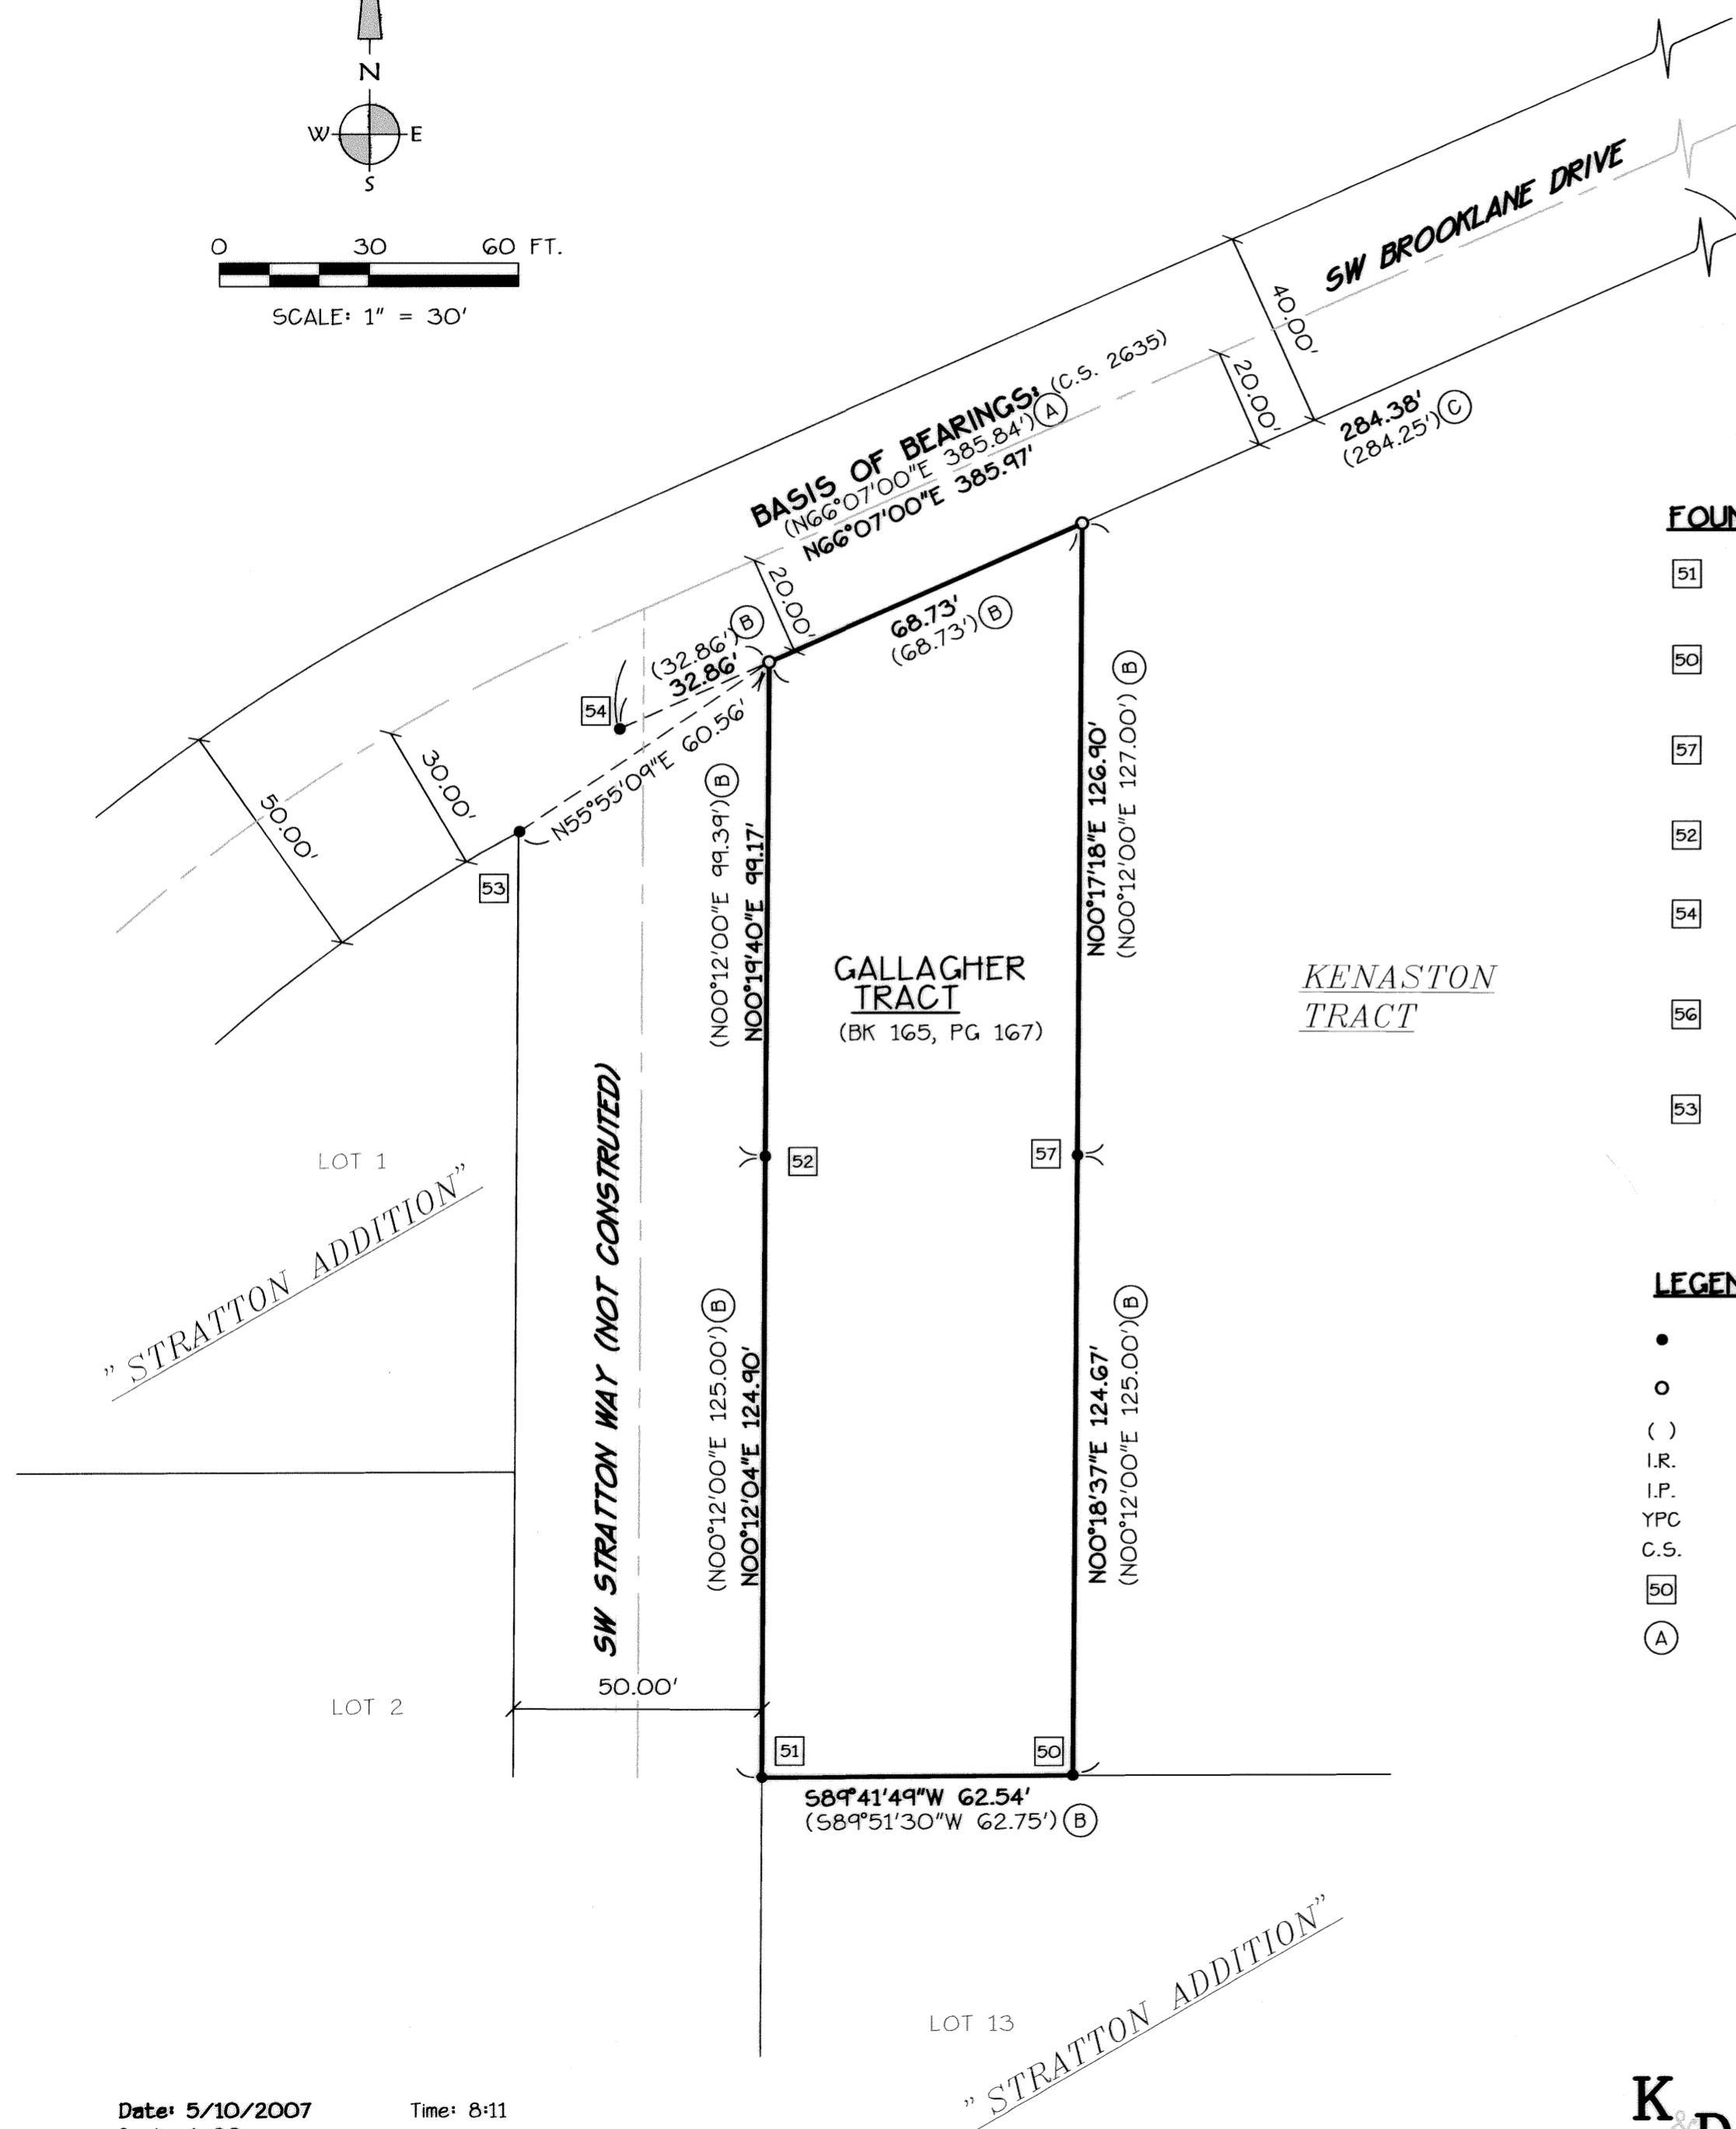 N
W E
S
0 30 60 FT.
SCALE: 1" = 30'
SW BROOKLANE DRIVE
40.00'
20.00'
BASIS OF BEARINGS: (C.S. 2635)
(N66°07'00"E 385.84') A
N66°07'00"E 385.97'
284.38'
(284.25') C
20.00'
68.73'
(68.73') B
(32.86') B
32.86'
54
N55°55'09"E 60.56'
30.00'
50.00'
53
(N00°12'00"E 99.39') B
N00°19'40"E 99.17'
N00°17'18"E 126.90'
(N00°12'00"E 127.00') B
GALLAGHER
TRACT
(BK 165, PG 167)
KENASTON
TRACT
FOUN
51
50
57
52
54
56
53
LOT 1
"STRATTON ADDITION"
SW STRATTON WAY (NOT CONSTRUTED)
52
57
(N00°12'00"E 125.00') B
N00°12'04"E 124.90'
N00°18'37"E 124.67'
(N00°12'00"E 125.00') B
LEGEN
( )
I.R.
I.P.
YPC
C.S.
50
A
LOT 2
50.00'
51
50
S89°41'49"W 62.54'
(S89°51'30"W 62.75') B
LOT 13
"STRATTON ADDITION"
Date: 5/10/2007 Time: 8:11
K
&